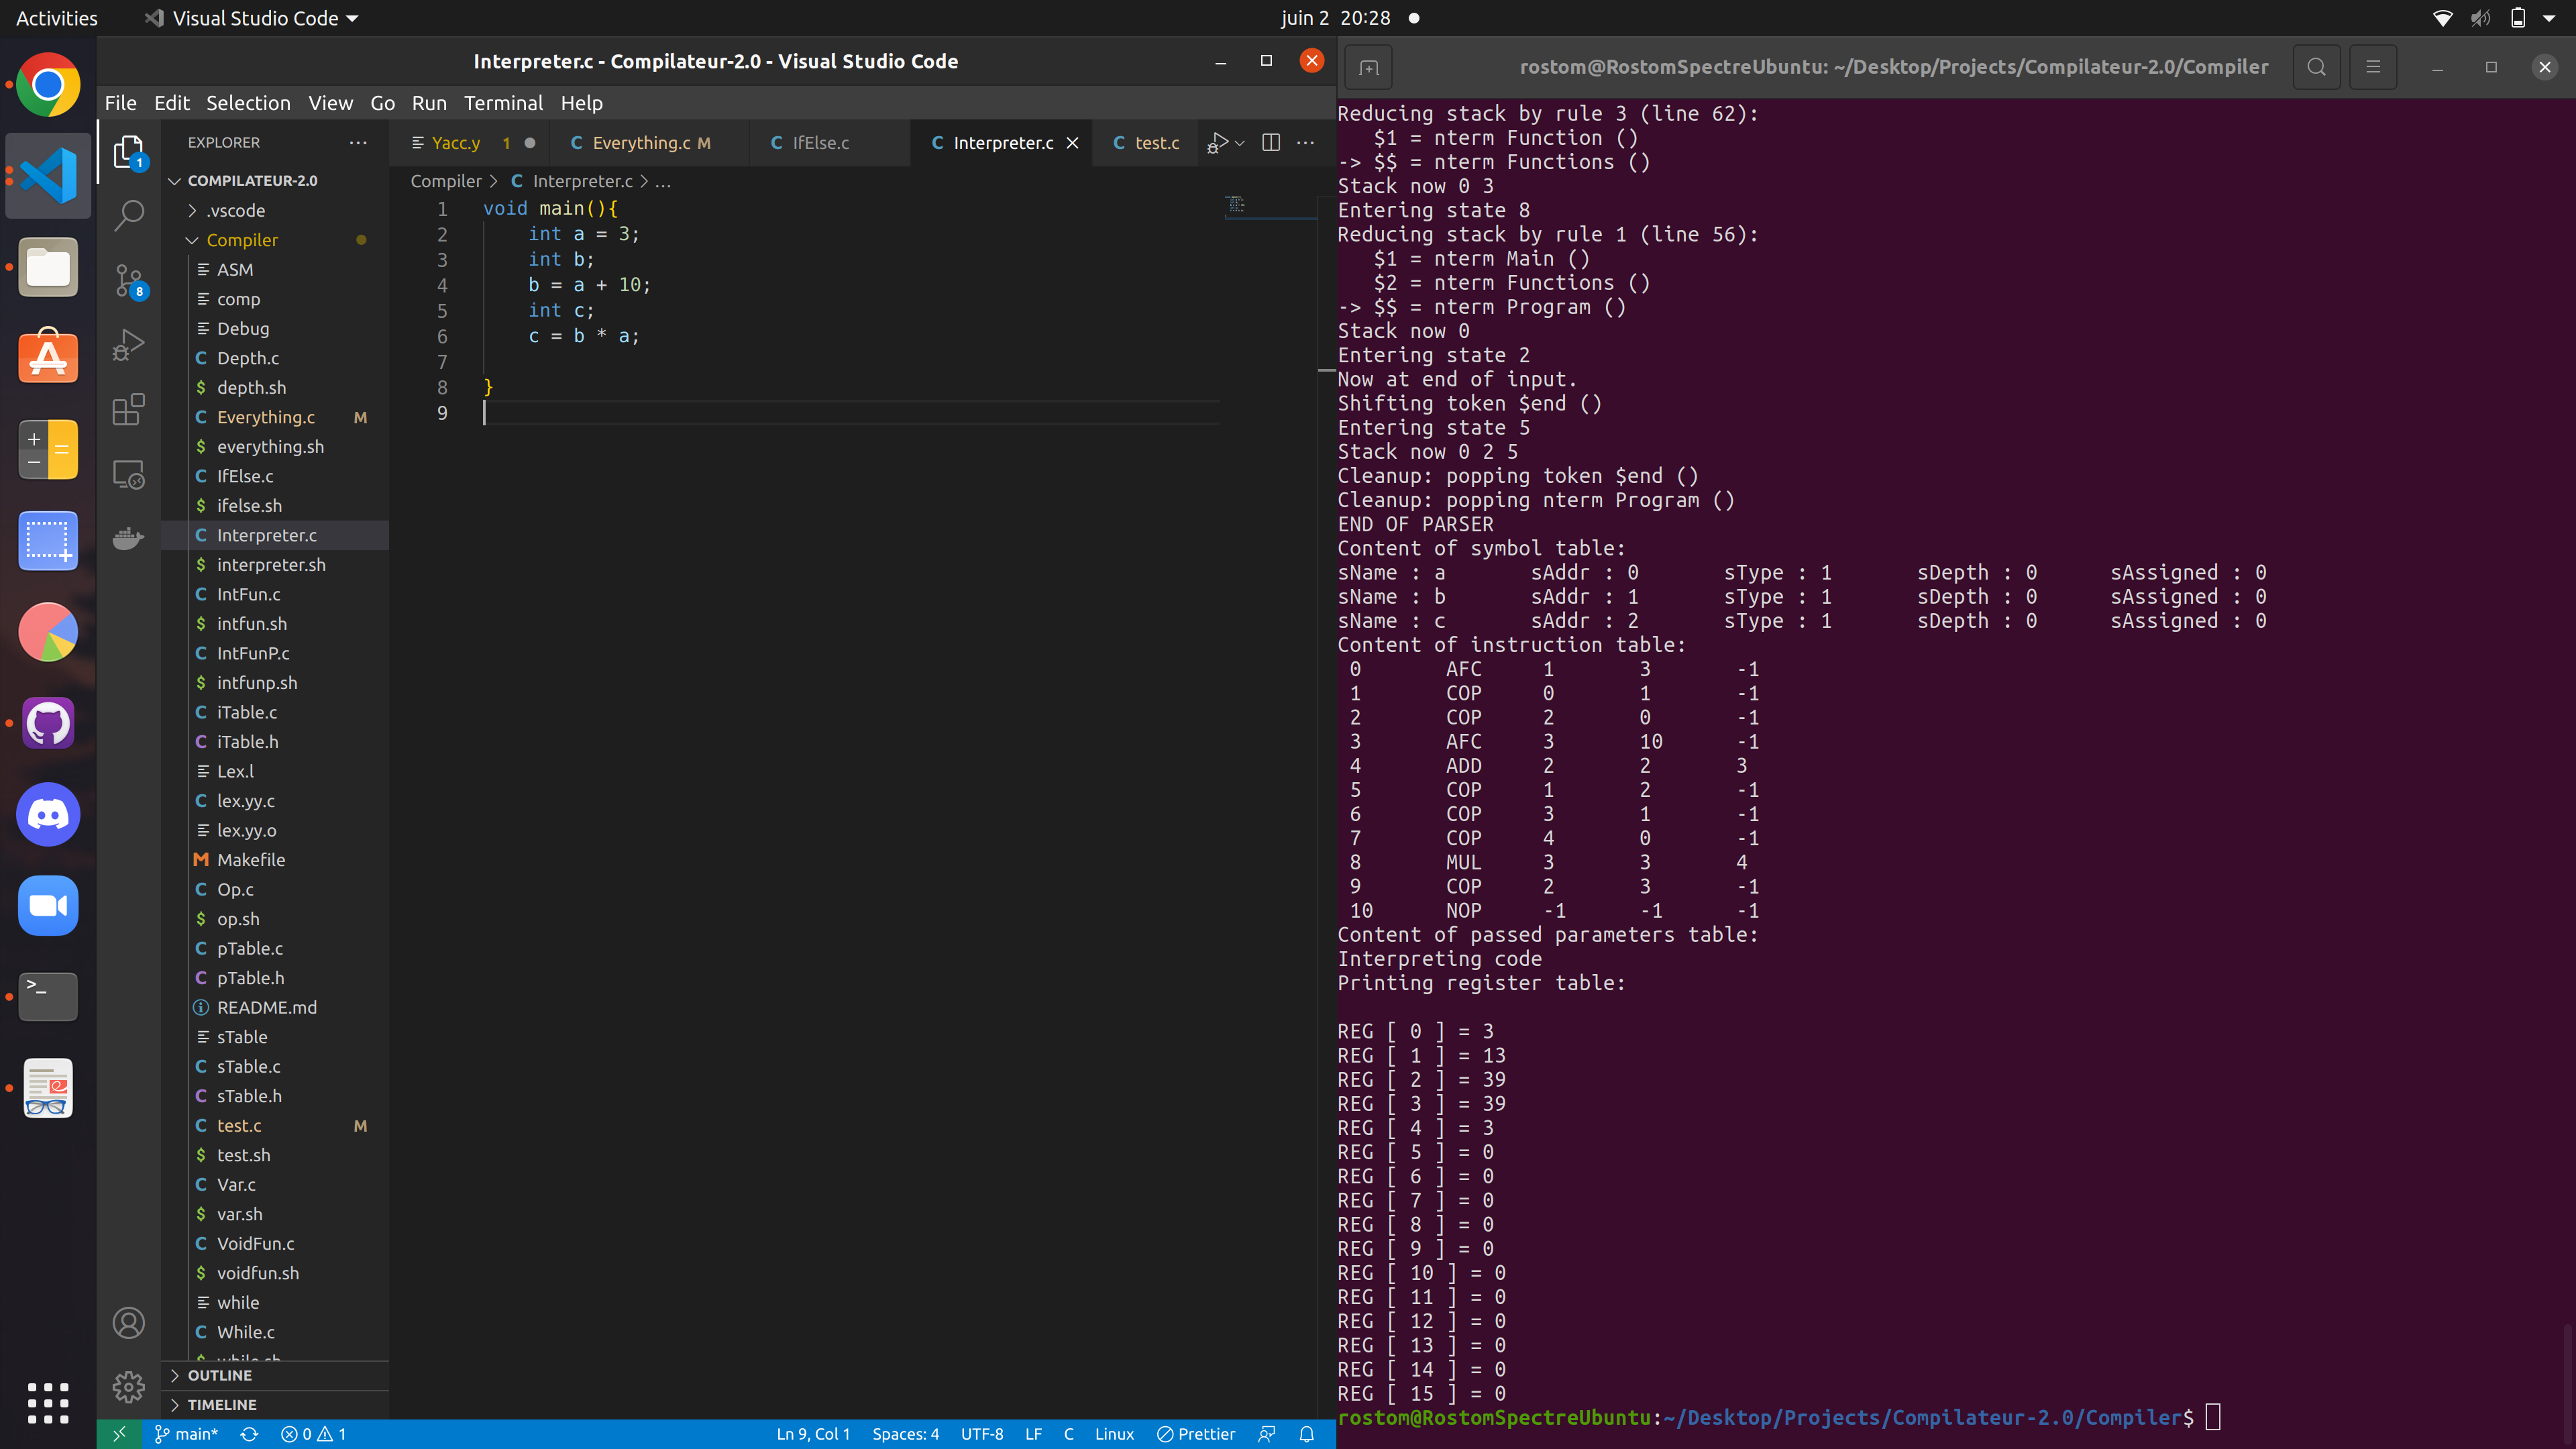 Activities
Visual Studio Code
juin 2 20:28
Interpreter.c - Compilateur-2.0 - Visual Studio Code
File Edit Selection View Go Run Terminal Help
EXPLORER
COMPILATEUR-2.0
.vscode
Compiler
ASM
comp
Debug
Depth.c
depth.sh
Everything.c M
everything.sh
IfElse.c
ifelse.sh
Interpreter.c
interpreter.sh
IntFun.c
intfun.sh
IntFunP.c
intfunp.sh
iTable.c
iTable.h
Lex.l
lex.yy.c
lex.yy.o
Makefile
Op.c
op.sh
pTable.c
pTable.h
README.md
sTable
sTable.c
sTable.h
test.c M
test.sh
Var.c
var.sh
VoidFun.c
voidfun.sh
while
While.c
while.sh
OUTLINE
TIMELINE
1
8
Yacc.y 1
Everything.c M
IfElse.c
Interpreter.c
test.c
Compiler > Interpreter.c > ...
1 void main(){
2 int a = 3;
3 int b;
4 b = a + 10;
5 int c;
6 c = b * a;
7
8 }
9
main* 0 1
Ln 9, Col 1 Spaces: 4 UTF-8 LF C Linux Prettier
rostom@RostomSpectreUbuntu: ~/Desktop/Projects/Compilateur-2.0/Compiler
Reducing stack by rule 3 (line 62):
$1 = nterm Function ()
-> $$ = nterm Functions ()
Stack now 0 3
Entering state 8
Reducing stack by rule 1 (line 56):
$1 = nterm Main ()
$2 = nterm Functions ()
-> $$ = nterm Program ()
Stack now 0
Entering state 2
Now at end of input.
Shifting token $end ()
Entering state 5
Stack now 0 2 5
Cleanup: popping token $end ()
Cleanup: popping nterm Program ()
END OF PARSER
Content of symbol table:
sName : a sAddr : 0 sType : 1 sDepth : 0 sAssigned : 0
sName : b sAddr : 1 sType : 1 sDepth : 0 sAssigned : 0
sName : c sAddr : 2 sType : 1 sDepth : 0 sAssigned : 0
Content of instruction table:
0 AFC 1 3 -1
1 COP 0 1 -1
2 COP 2 0 -1
3 AFC 3 10 -1
4 ADD 2 2 3
5 COP 1 2 -1
6 COP 3 1 -1
7 COP 4 0 -1
8 MUL 3 3 4
9 COP 2 3 -1
10 NOP -1 -1 -1
Content of passed parameters table:
Interpreting code
Printing register table:
REG [ 0 ] = 3
REG [ 1 ] = 13
REG [ 2 ] = 39
REG [ 3 ] = 39
REG [ 4 ] = 3
REG [ 5 ] = 0
REG [ 6 ] = 0
REG [ 7 ] = 0
REG [ 8 ] = 0
REG [ 9 ] = 0
REG [ 10 ] = 0
REG [ 11 ] = 0
REG [ 12 ] = 0
REG [ 13 ] = 0
REG [ 14 ] = 0
REG [ 15 ] = 0
rostom@RostomSpectreUbuntu:~/Desktop/Projects/Compilateur-2.0/Compiler$